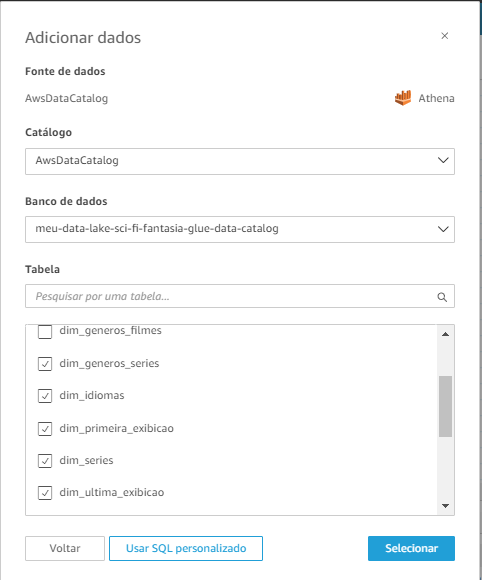 Adicionar dados
Fonte de dados
AwsDataCatalog Athena
Catálogo
AwsDataCatalog
Banco de dados
meu-data-lake-sci-fi-fantasia-glue-data-catalog
Tabela
Pesquisar por uma tabela...
dim_generos_filmes
dim_generos_series
dim_idiomas
dim_primeira_exibicao
dim_series
dim_ultima_exibicao
Voltar Usar SQL personalizado Selecionar